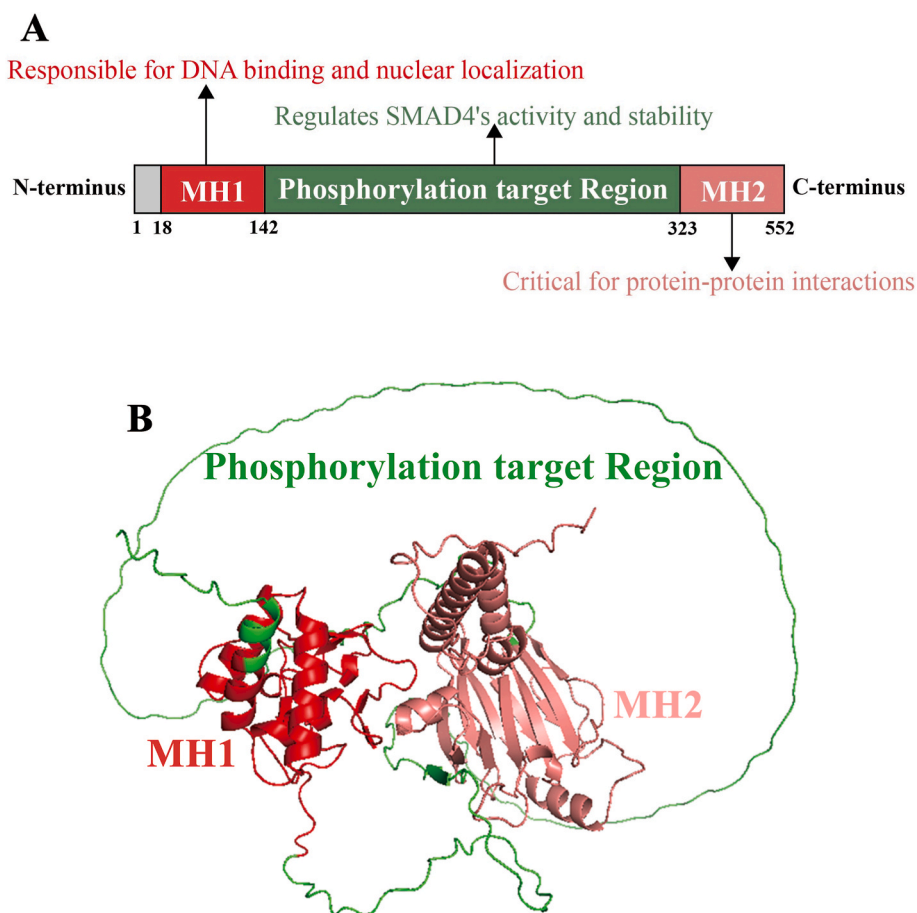 A
Responsible for DNA binding and nuclear localization
Regulates SMAD4's activity and stability
N-terminus MH1 Phosphorylation target Region MH2 C-terminus
1 18 142 323 552
Critical for protein-protein interactions
B
Phosphorylation target Region
MH2
MH1